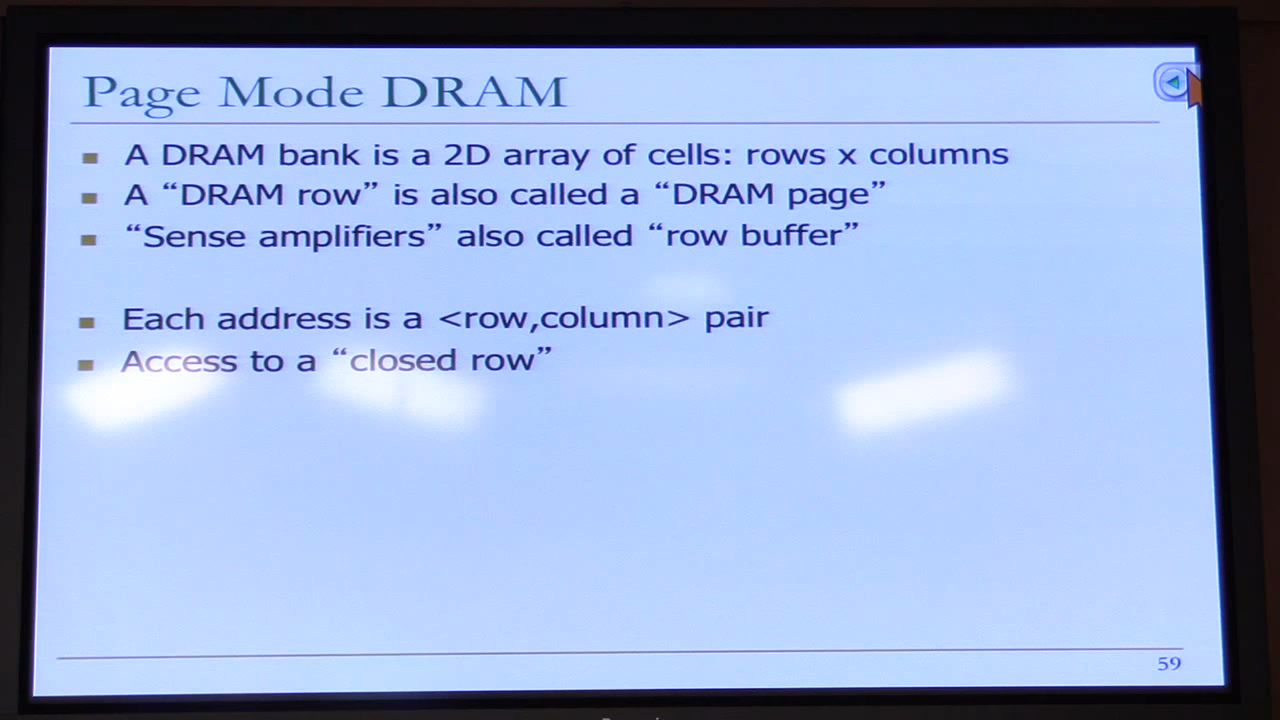 Page Mode DRAM
A DRAM bank is a 2D array of cells: rows x columns
A “DRAM row” is also called a “DRAM page”
“Sense amplifiers” also called “row buffer”
Each address is a <row,column> pair
Access to a “closed row”
59